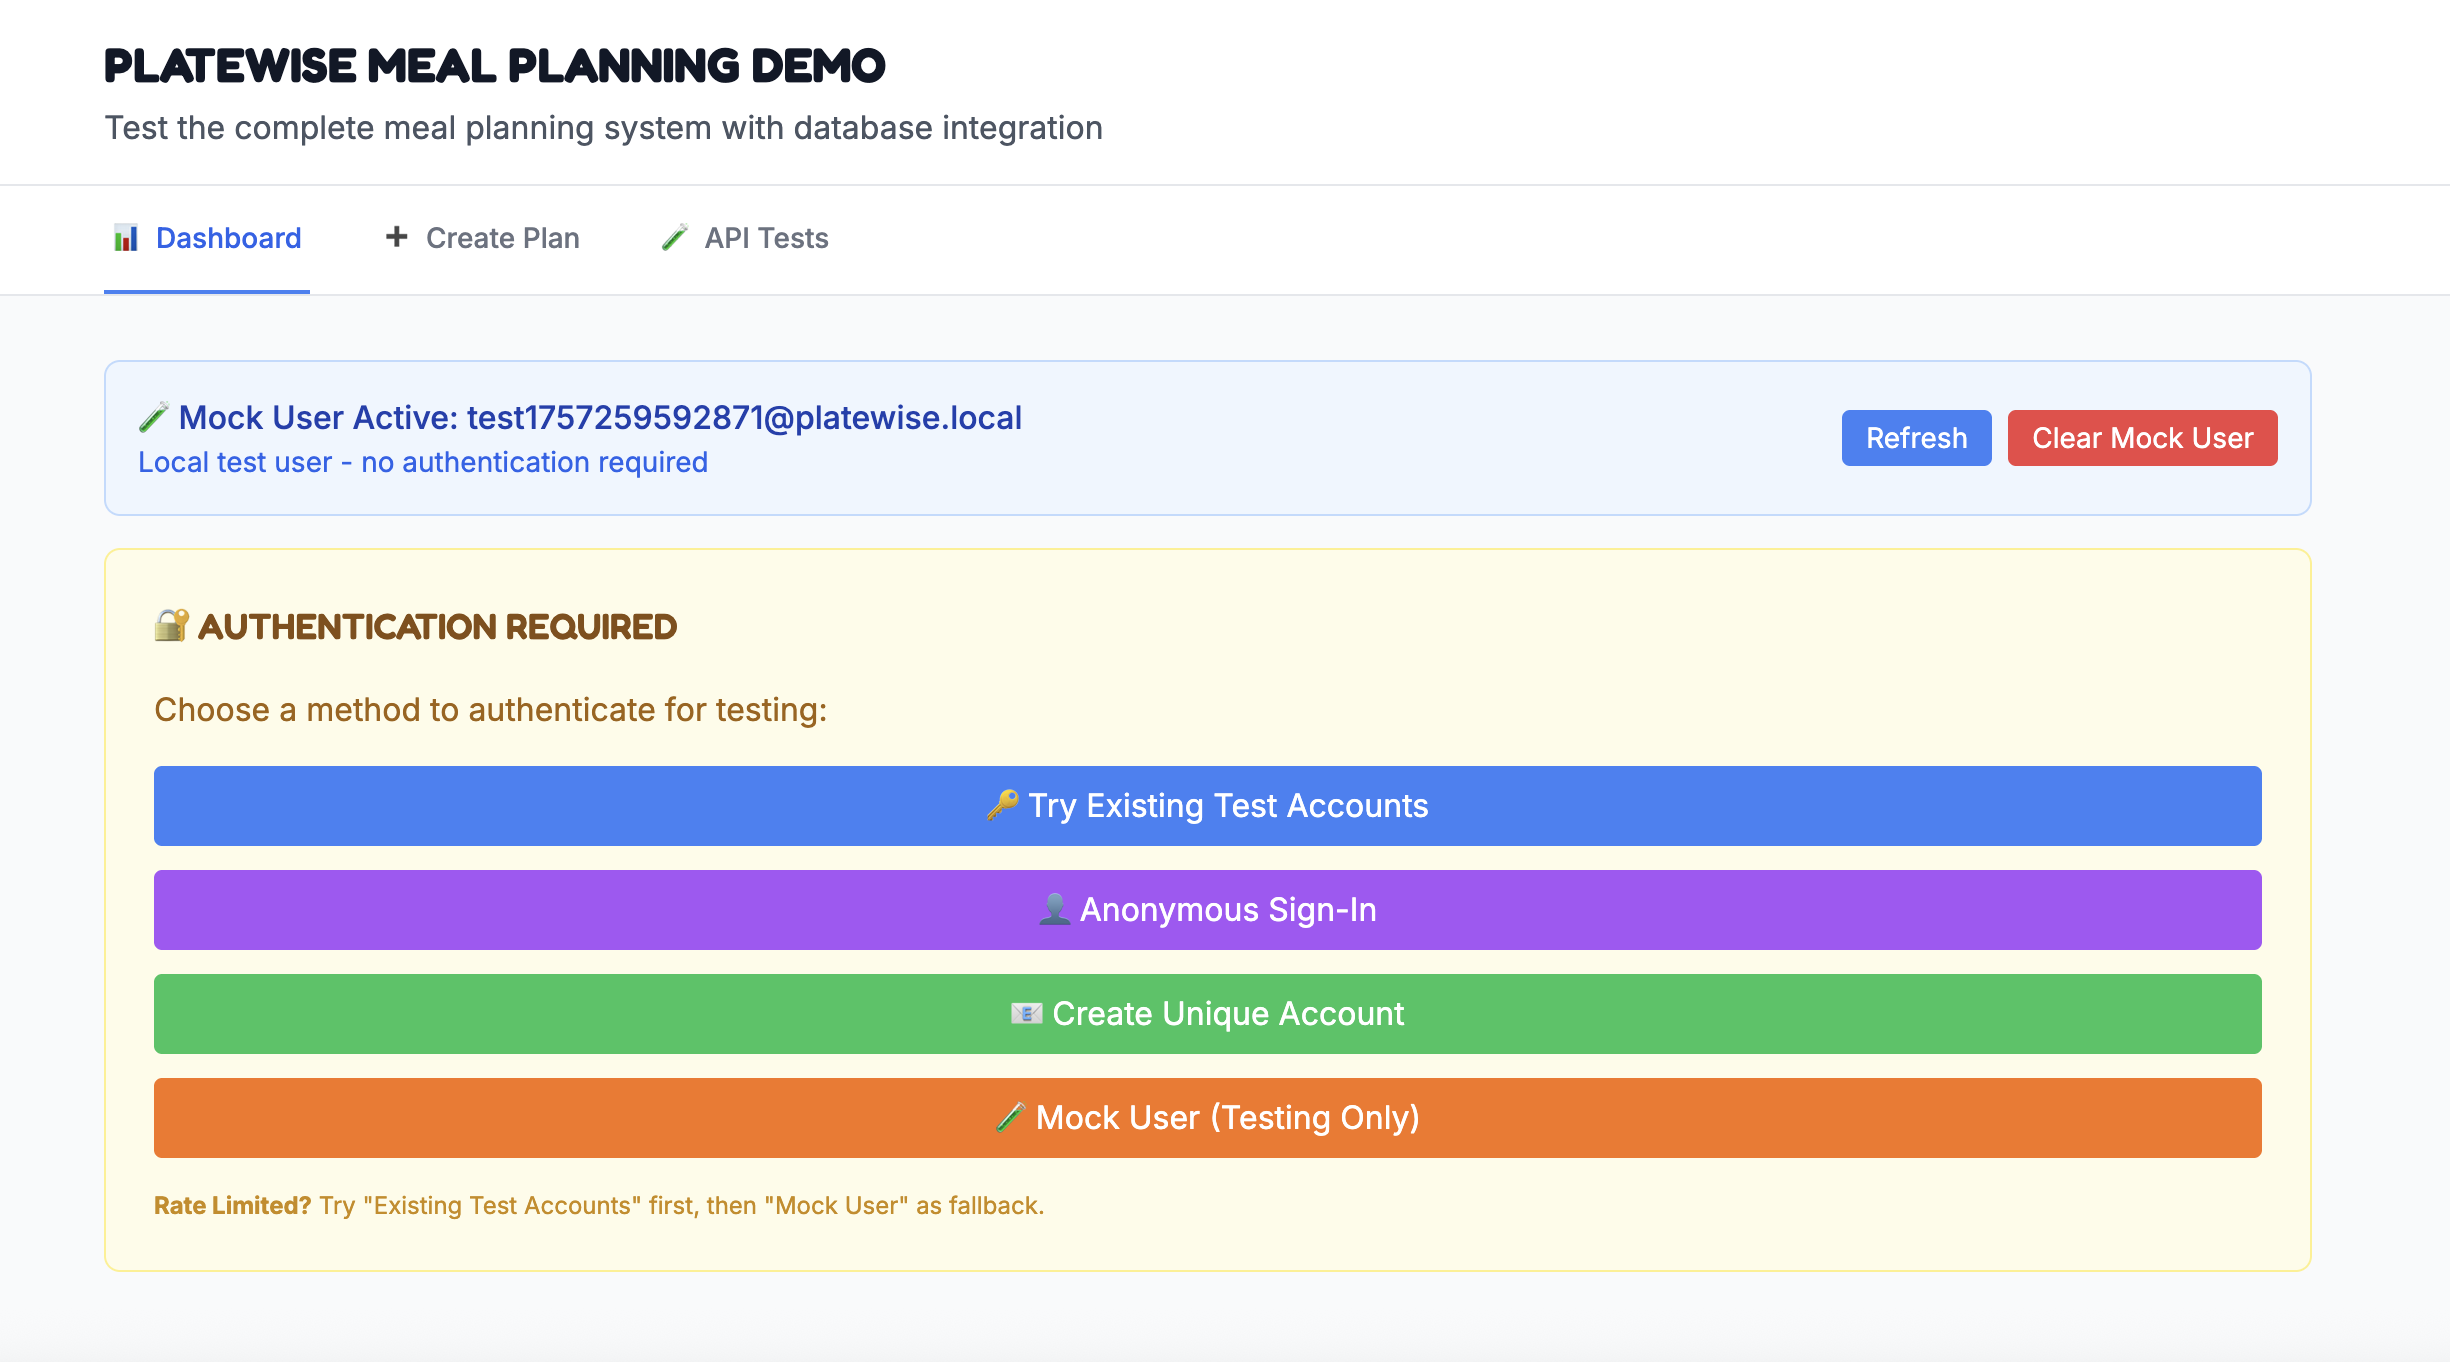 PLATEWISE MEAL PLANNING DEMO
Test the complete meal planning system with database integration
Dashboard
Create Plan
API Tests
Mock User Active: test1757259592871@platewise.local
Local test user - no authentication required
Refresh
Clear Mock User
AUTHENTICATION REQUIRED
Choose a method to authenticate for testing:
Try Existing Test Accounts
Anonymous Sign-In
Create Unique Account
Mock User (Testing Only)
Rate Limited? Try "Existing Test Accounts" first, then "Mock User" as fallback.